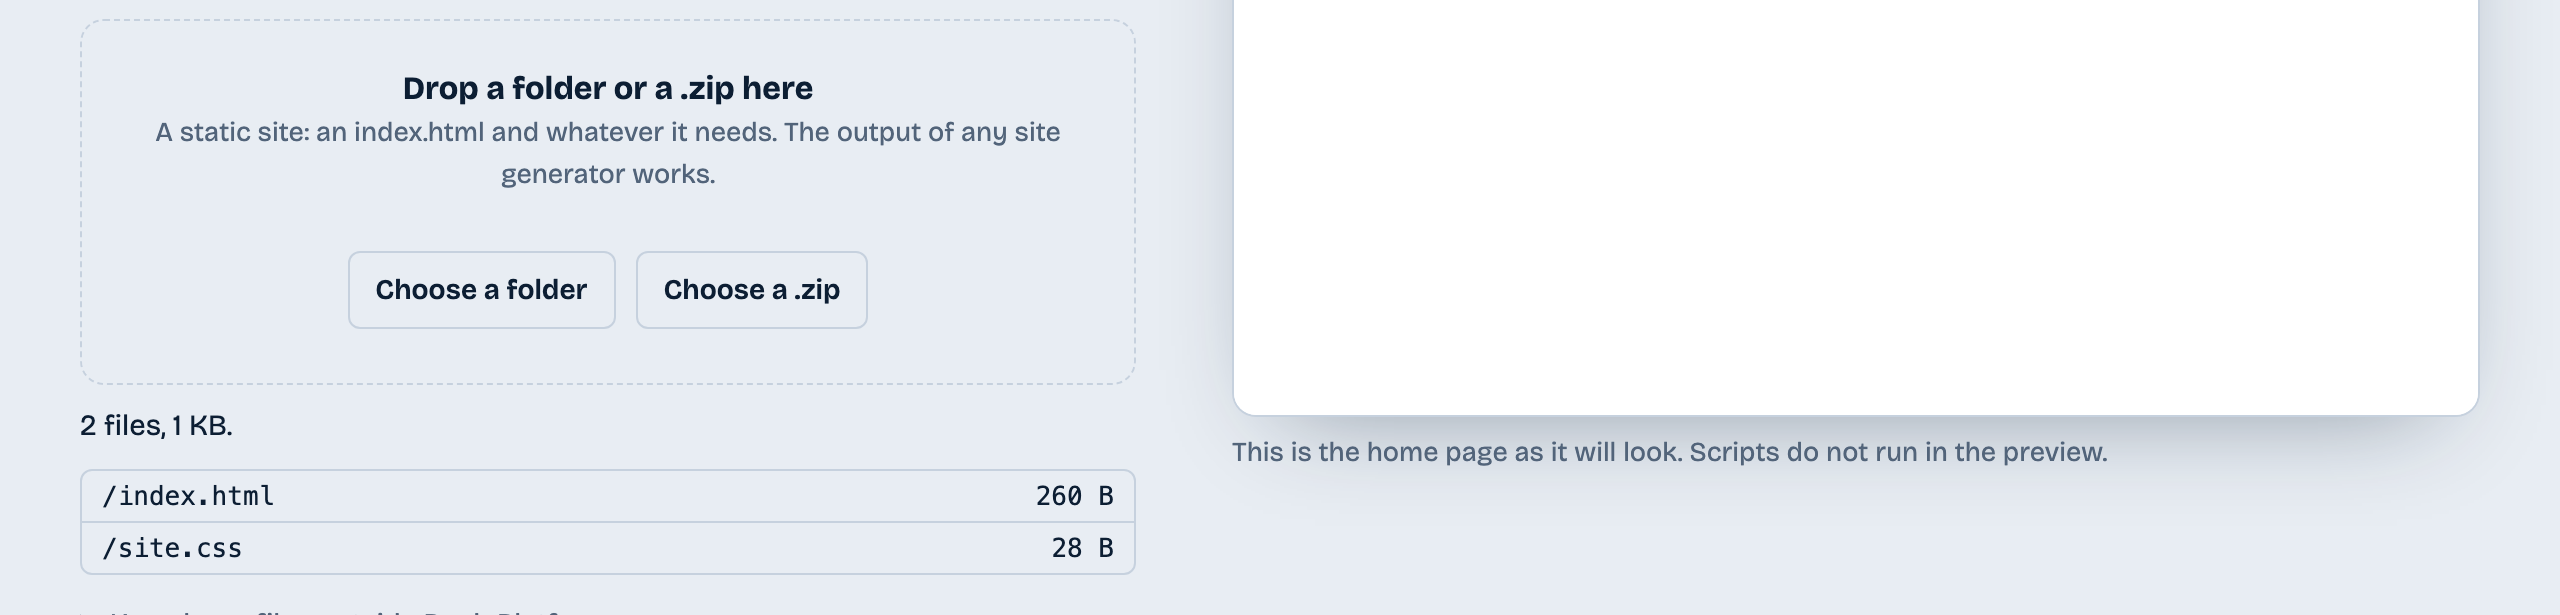 Drop a folder or a .zip here
A static site: an index.html and whatever it needs. The output of any site
generator works.
Choose a folder
Choose a .zip
2 files, 1 KB.
/index.html 260 B
/site.css 28 B
This is the home page as it will look. Scripts do not run in the preview.